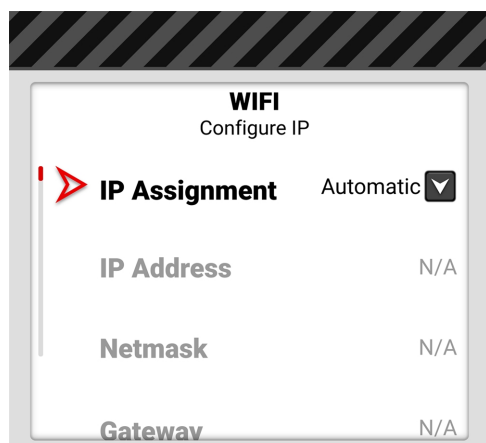 WIFI
Configure IP
IP Assignment Automatic
IP Address N/A
Netmask N/A
Gateway N/A